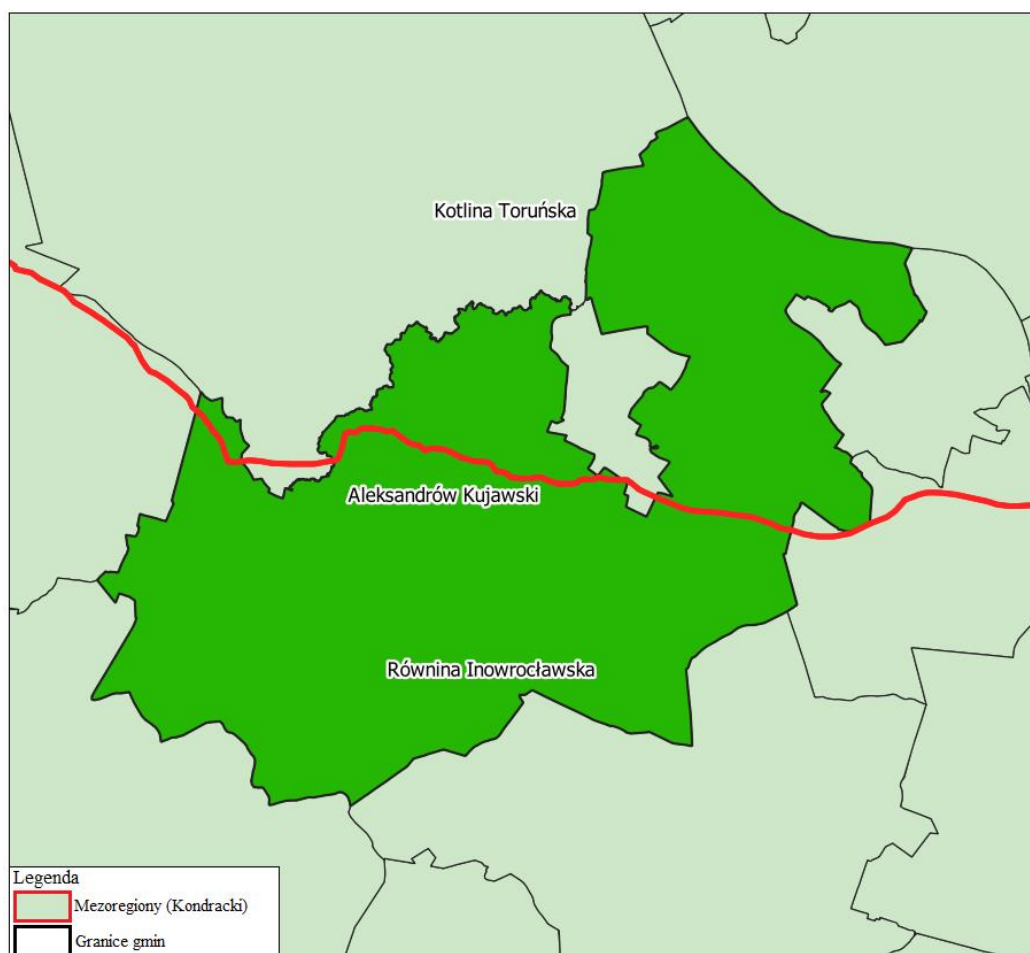 Kotlina Toruńska
Aleksandrów Kujawski
Równina Inowrocławska
Legenda
Mezoregiony (Kondracki)
Granice gmin